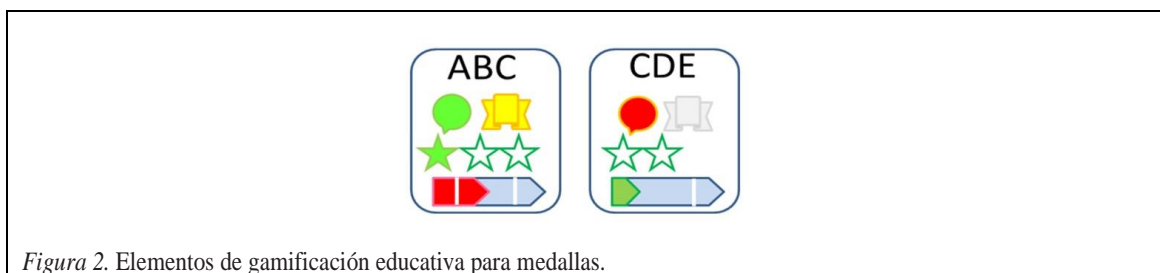 ABC CDE
Figura 2. Elementos de gamificación educativa para medallas.